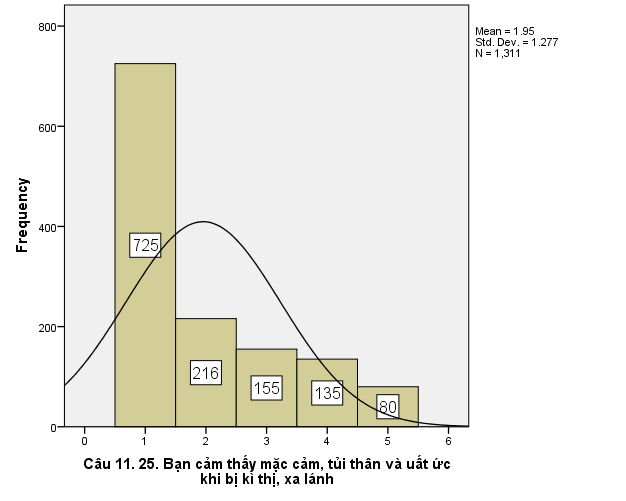 Mean = 1.95
Std. Dev. = 1.277
N = 1,311
800
600
400
200
0
Frequency
725
216
155
135
80
0 1 2 3 4 5 6
Câu 11. 25. Bạn cảm thấy mặc cảm, tủi thân và uất ức
khi bị kì thị, xa lánh